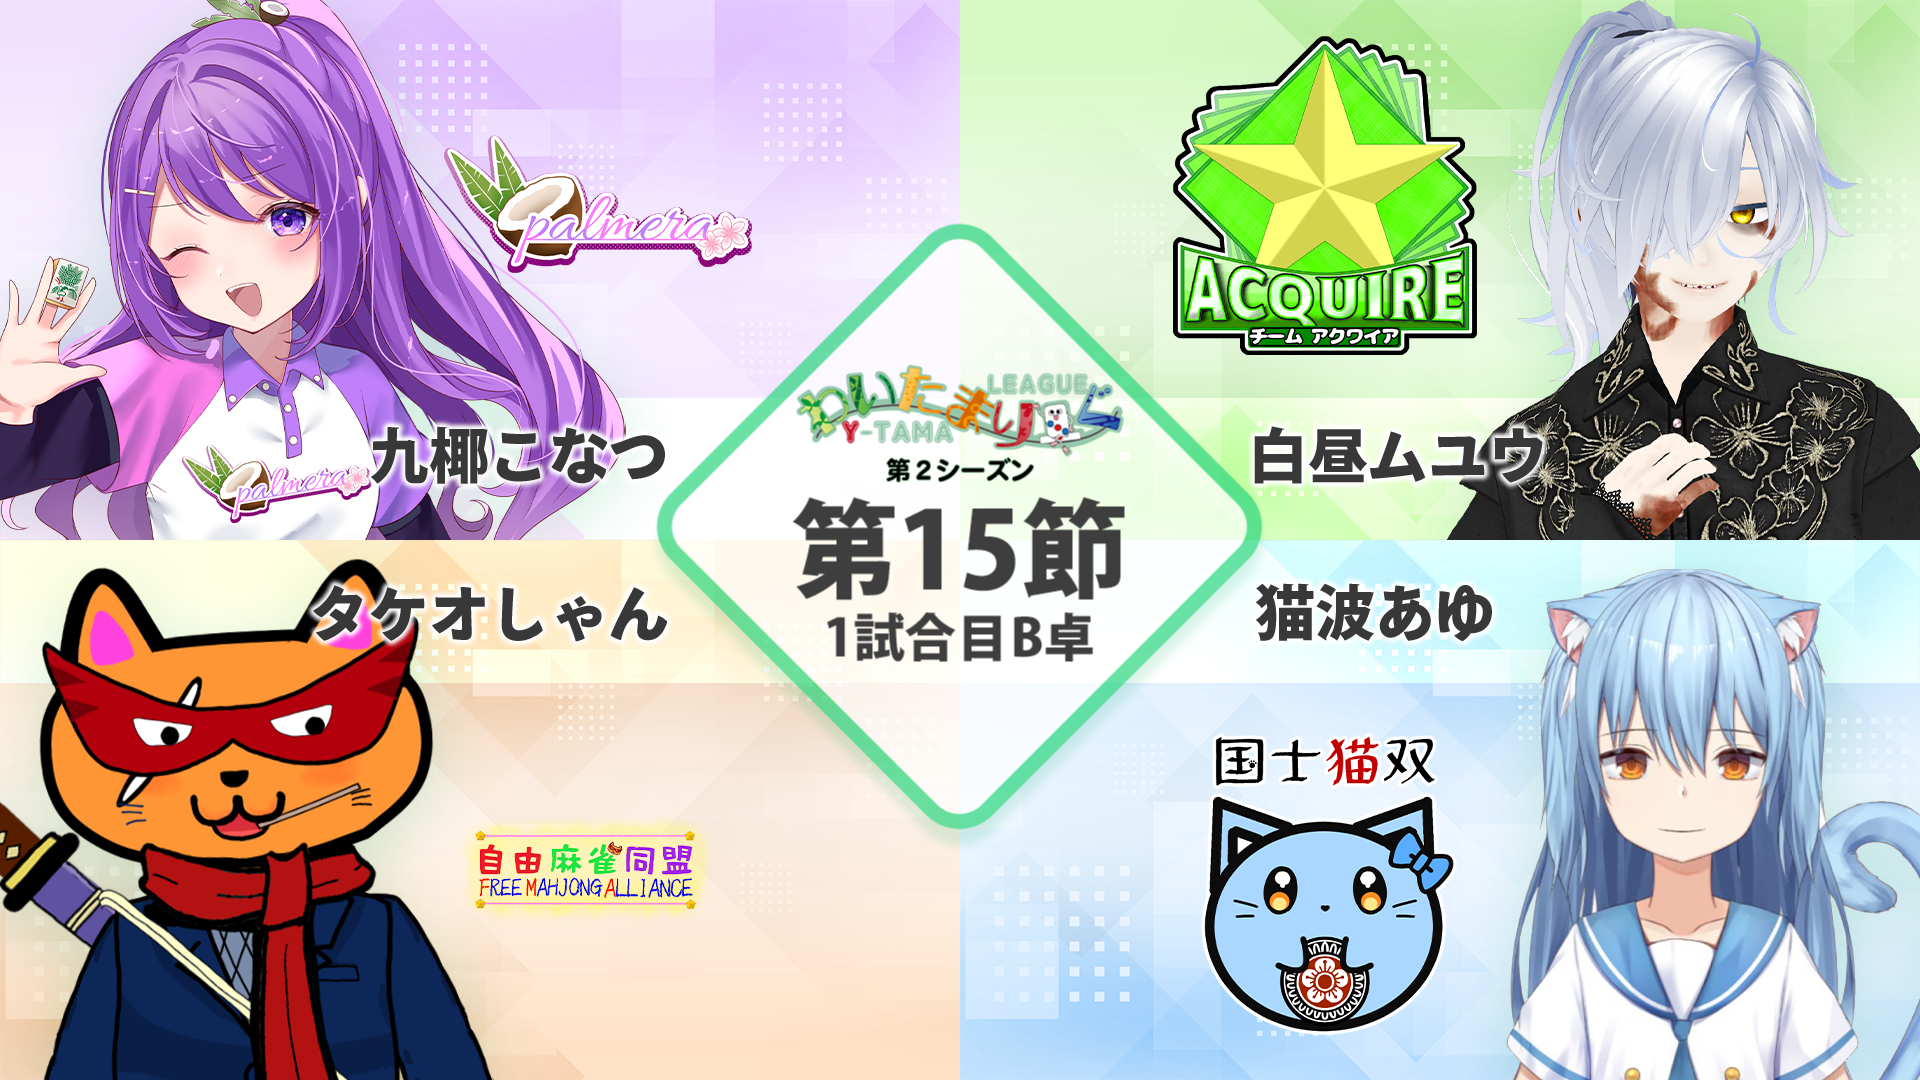 palmera
ACQUIRE
チーム アクワイア
palmera
九椰こなつ
白昼ムユウ
わいたまりーぐ
LEAGUE
Y-TAMA
第2シーズン
第15節
1試合目B卓
タケオしゃん
猫波あゆ
自由麻雀同盟
FREE MAHJONG ALLIANCE
国士猫双